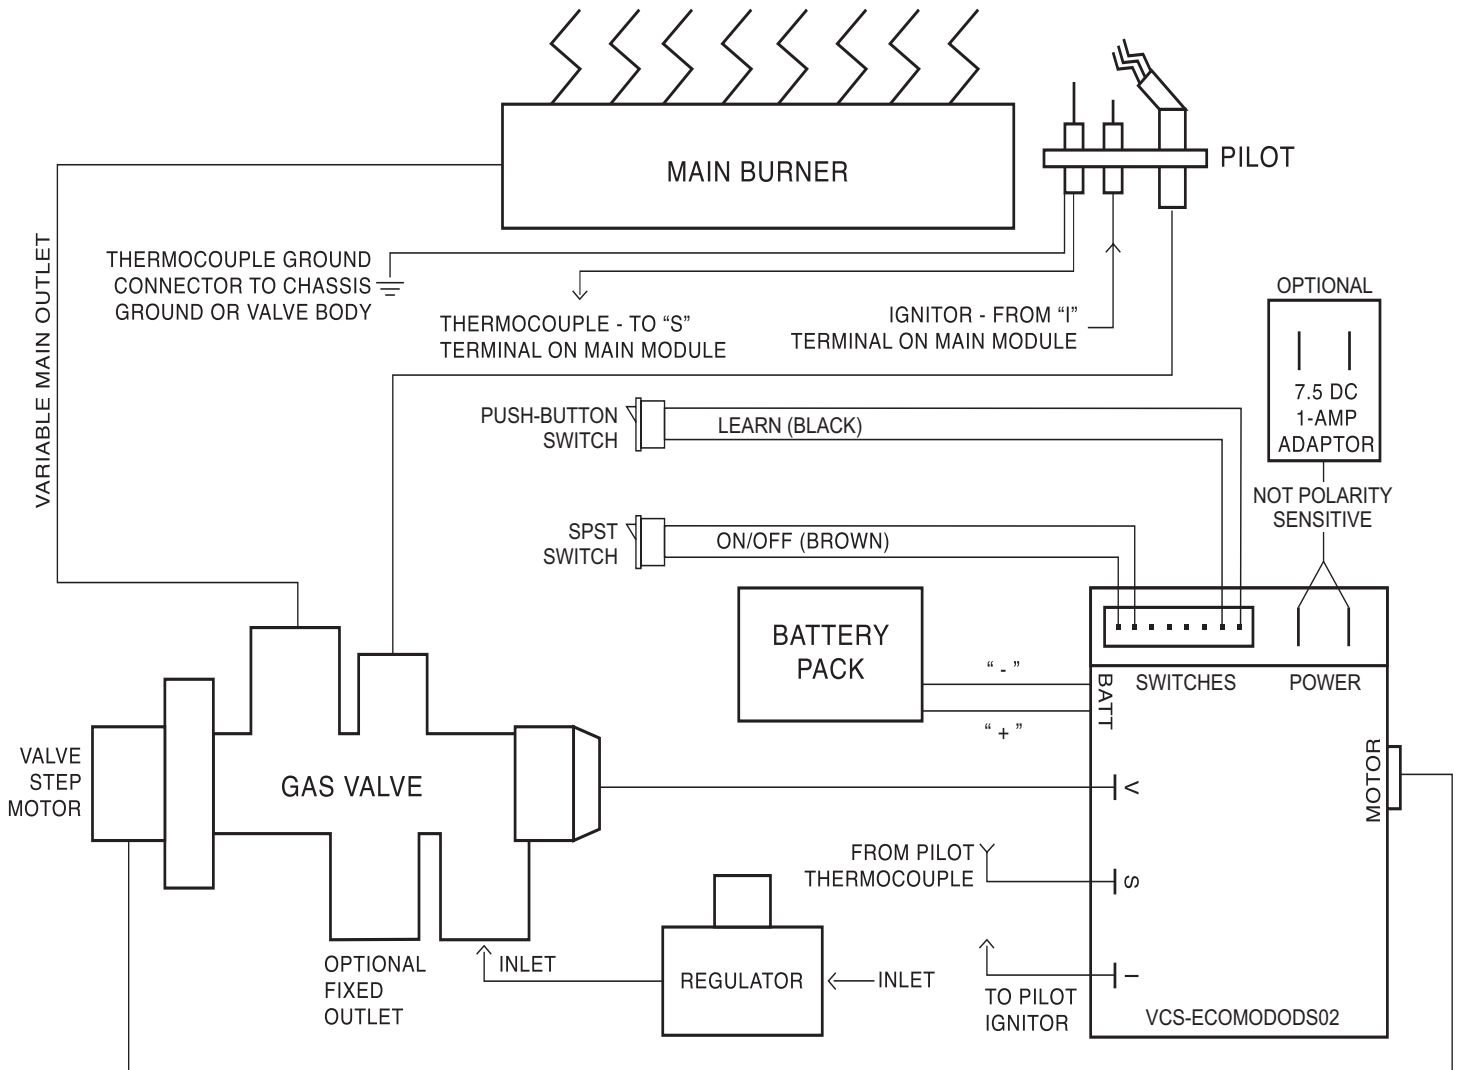 MAIN BURNER
PILOT
VARIABLE MAIN OUTLET
THERMOCOUPLE GROUND
CONNECTOR TO CHASSIS
GROUND OR VALVE BODY
THERMOCOUPLE - TO “S”
TERMINAL ON MAIN MODULE
IGNITOR - FROM “I”
TERMINAL ON MAIN MODULE
OPTIONAL
7.5 DC
1-AMP
ADAPTOR
NOT POLARITY
SENSITIVE
PUSH-BUTTON
SWITCH
LEARN (BLACK)
SPST
SWITCH
ON/OFF (BROWN)
BATTERY
PACK
“ - ”
“ + ”
BATT
SWITCHES
POWER
MOTOR
VALVE
STEP
MOTOR
GAS VALVE
V
FROM PILOT
THERMOCOUPLE
S
OPTIONAL
FIXED
OUTLET
INLET
REGULATOR
INLET
TO PILOT
IGNITOR
I
VCS-ECOMODODS02